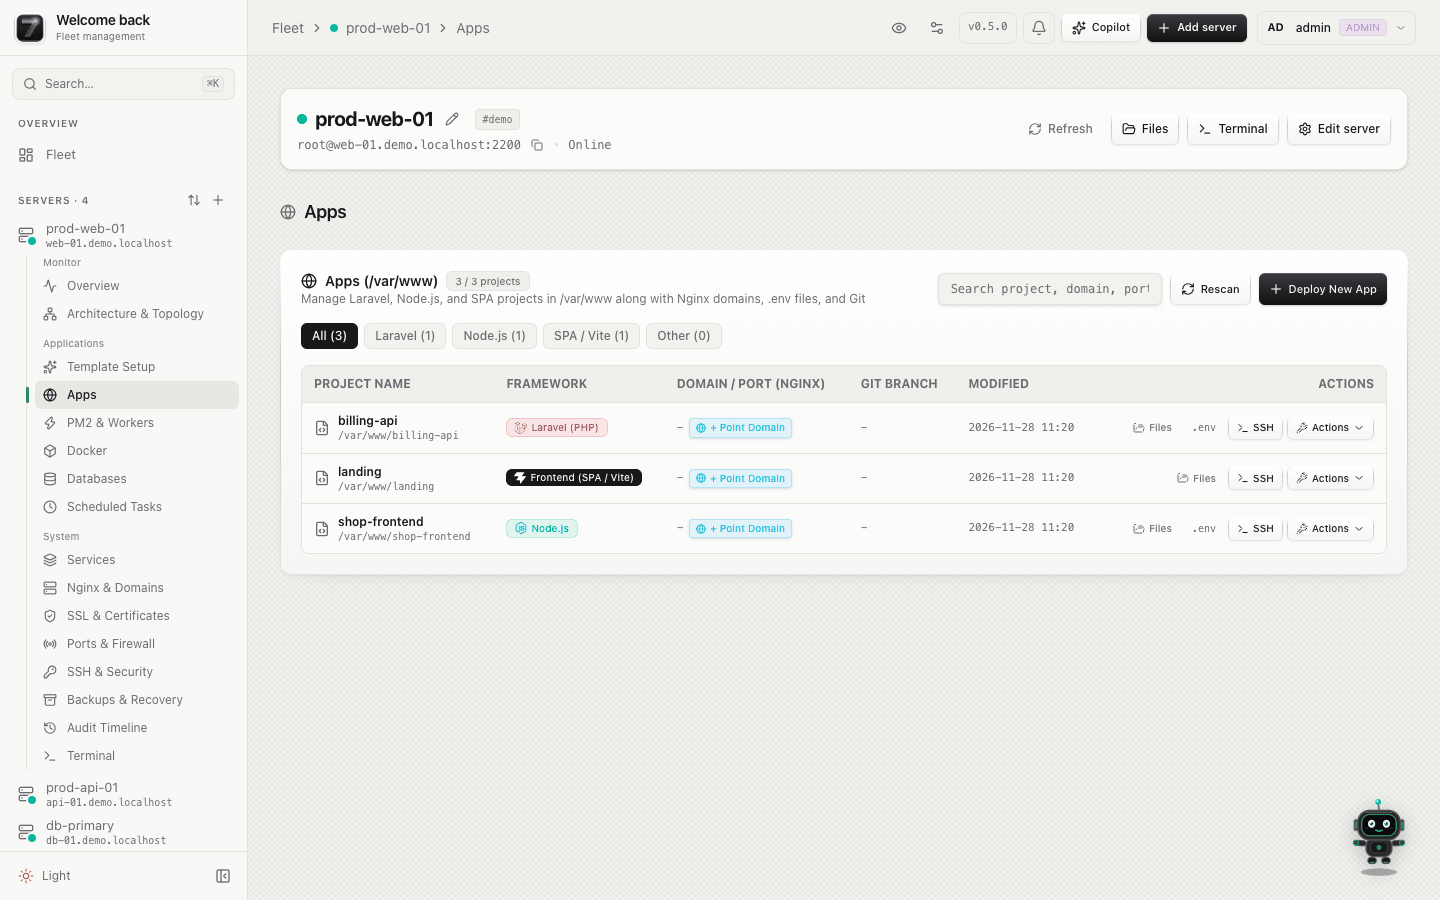 Welcome back
Fleet management
Search...
⌘K
OVERVIEW
Fleet
SERVERS · 4
prod-web-01
web-01.demo.localhost
Monitor
Overview
Architecture & Topology
Applications
Template Setup
Apps
PM2 & Workers
Docker
Databases
Scheduled Tasks
System
Services
Nginx & Domains
SSL & Certificates
Ports & Firewall
SSH & Security
Backups & Recovery
Audit Timeline
Terminal
prod-api-01
api-01.demo.localhost
db-primary
db-01.demo.localhost
Light
Fleet > prod-web-01 > Apps
v0.5.0
Copilot
+ Add server
AD admin ADMIN
prod-web-01 #demo
root@web-01.demo.localhost:2200 • Online
Refresh Files Terminal Edit server
Apps
Apps (/var/www) 3 / 3 projects
Manage Laravel, Node.js, and SPA projects in /var/www along with Nginx domains, .env files, and Git
Search project, domain, port
Rescan
+ Deploy New App
All (3) Laravel (1) Node.js (1) SPA / Vite (1) Other (0)
PROJECT NAME FRAMEWORK DOMAIN / PORT (NGINX) GIT BRANCH MODIFIED ACTIONS
billing-api
/var/www/billing-api
Laravel (PHP) – + Point Domain – 2026-11-28 11:20 Files .env SSH Actions
landing
/var/www/landing
Frontend (SPA / Vite) – + Point Domain – 2026-11-28 11:20 Files SSH Actions
shop-frontend
/var/www/shop-frontend
Node.js – + Point Domain – 2026-11-28 11:20 Files .env SSH Actions